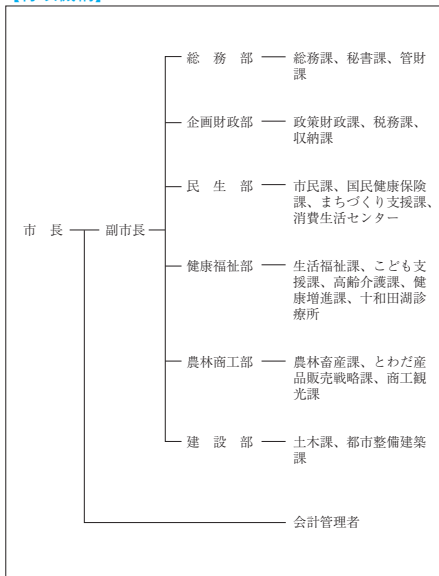 総 務 部
総務課、秘書課、管財
課
企画財政部
政策財政課、税務課、
収納課
民 生 部
市民課、国民健康保険
課、まちづくり支援課、
消費生活センター
市 長
副市長
健康福祉部
生活福祉課、こども支
援課、高齢介護課、健
康増進課、十和田湖診
療所
農林商工部
農林畜産課、とわだ産
品販売戦略課、商工観
光課
建 設 部
土木課、都市整備建築
課
会計管理者